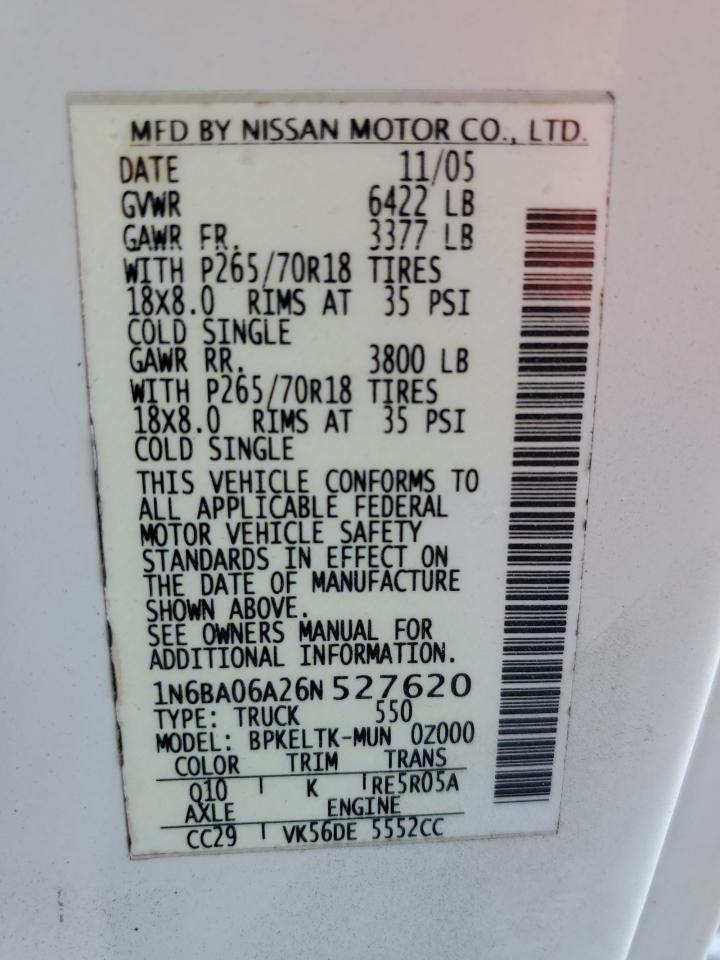 MFD BY NISSAN MOTOR CO., LTD.
DATE 11/05
GVWR 6422 LB
GAWR FR. 3377 LB
WITH P265/70R18 TIRES
18X8.0 RIMS AT 35 PSI
COLD SINGLE
GAWR RR. 3800 LB
WITH P265/70R18 TIRES
18X8.0 RIMS AT 35 PSI
COLD SINGLE
THIS VEHICLE CONFORMS TO
ALL APPLICABLE FEDERAL
MOTOR VEHICLE SAFETY
STANDARDS IN EFFECT ON
THE DATE OF MANUFACTURE
SHOWN ABOVE.
SEE OWNERS MANUAL FOR
ADDITIONAL INFORMATION.
1N6BA06A26N527620
TYPE: TRUCK 550
MODEL: BPKELTK-MUN 0Z000
COLOR TRIM TRANS
Q10 K RE5R05A
AXLE ENGINE
CC29 VK56DE 5552CC